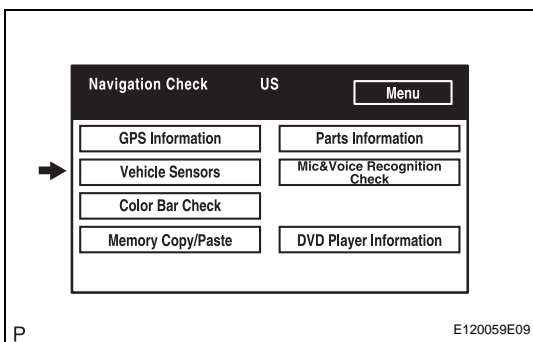 Navigation Check US
Menu
GPS Information
Parts Information
Vehicle Sensors
Mic&Voice Recognition
Check
Color Bar Check
Memory Copy/Paste
DVD Player Information
P
E120059E09